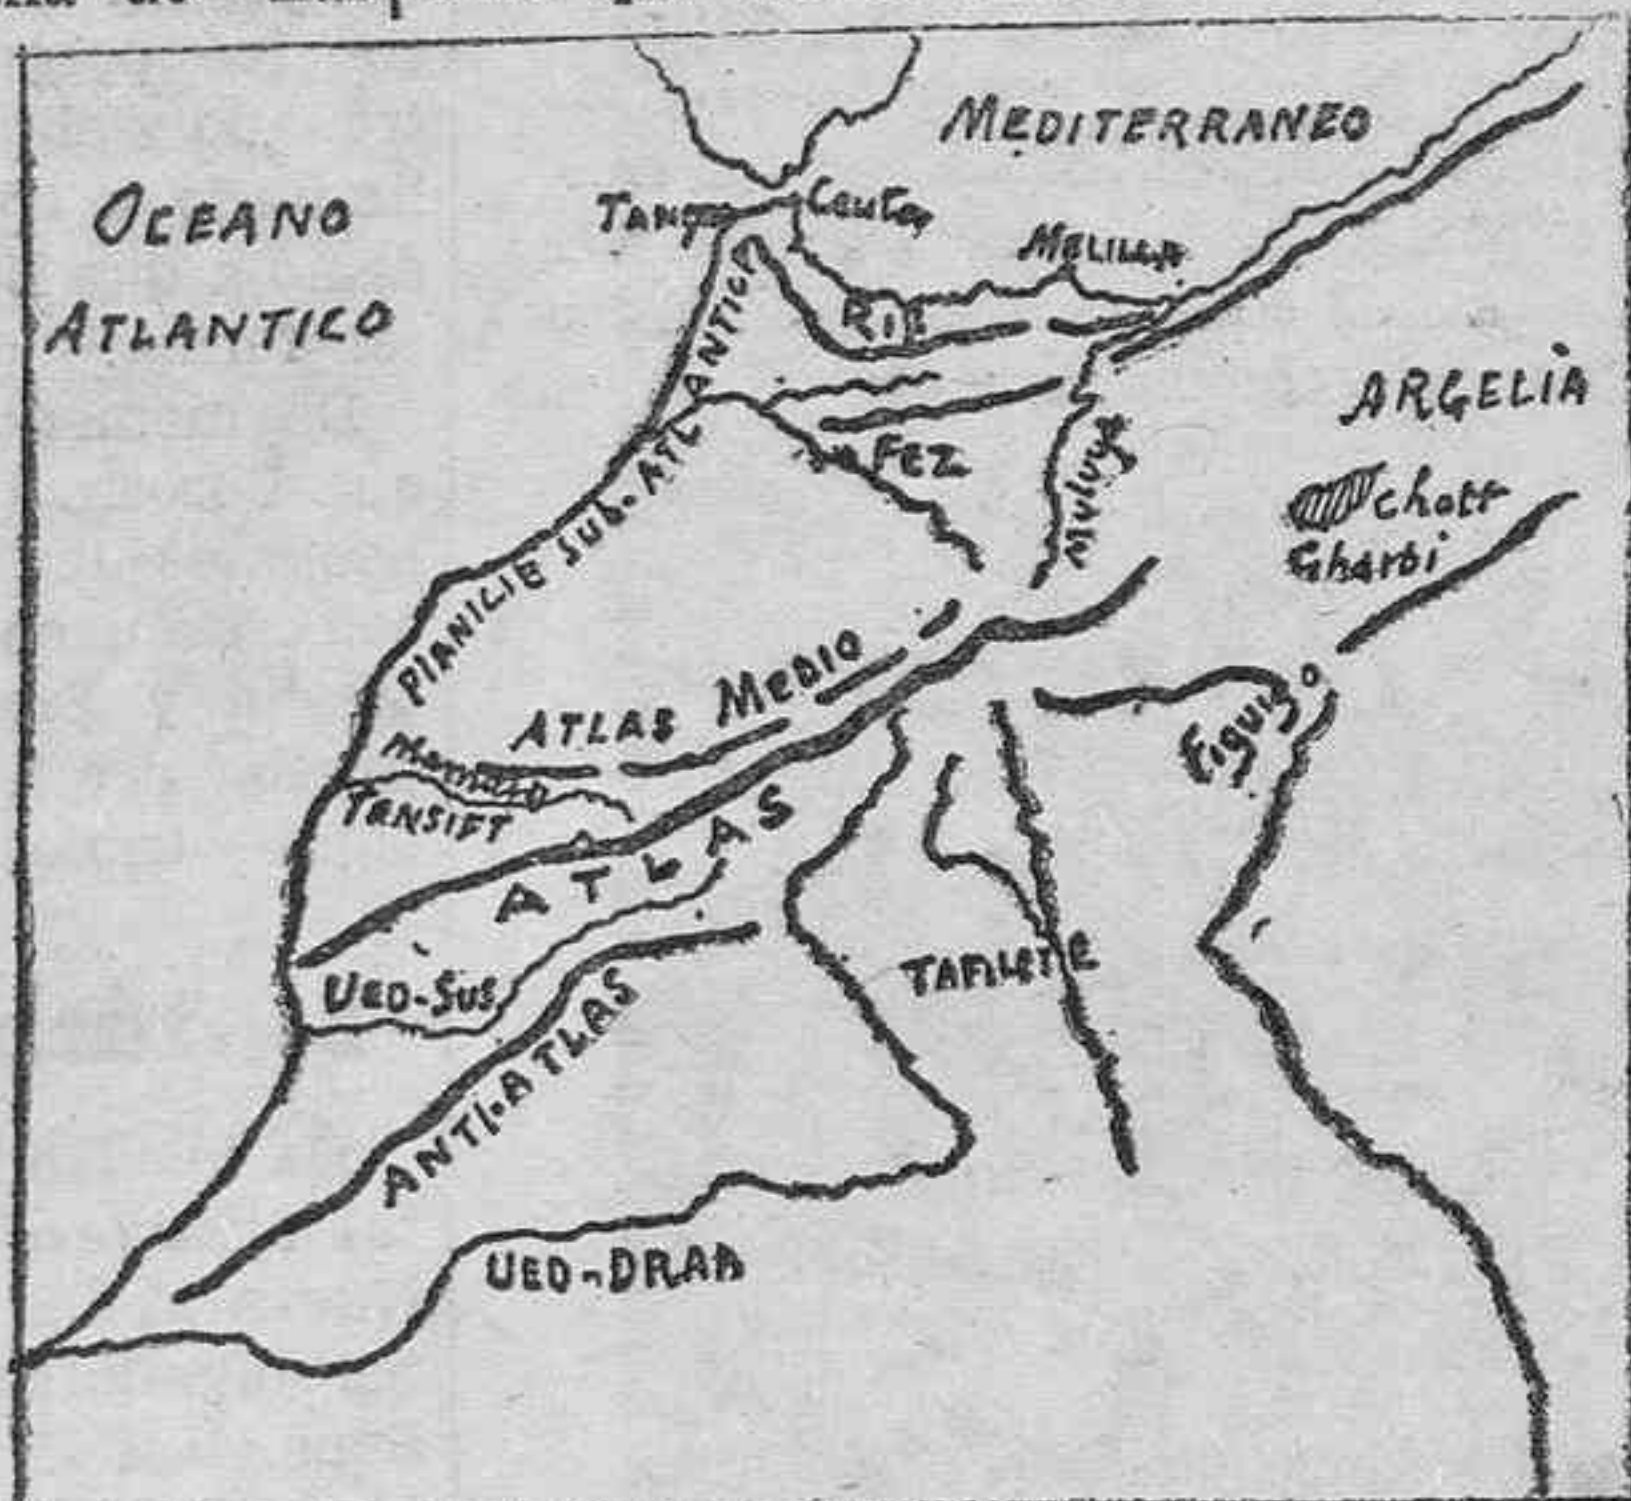 MEDITERRANEO
OCEANO
ATLANTICO
Ceuta
MELILLA
RIF
ARGELIA
FEZ
Muluya
Chott
Gharbi
PLANICIE SUB-ATLANTICA
ATLAS MEDIO
Figuig
TENSIFT
ATLAS
UED-SUS
TAFILETE
ANTI-ATLAS
UED-DRAA